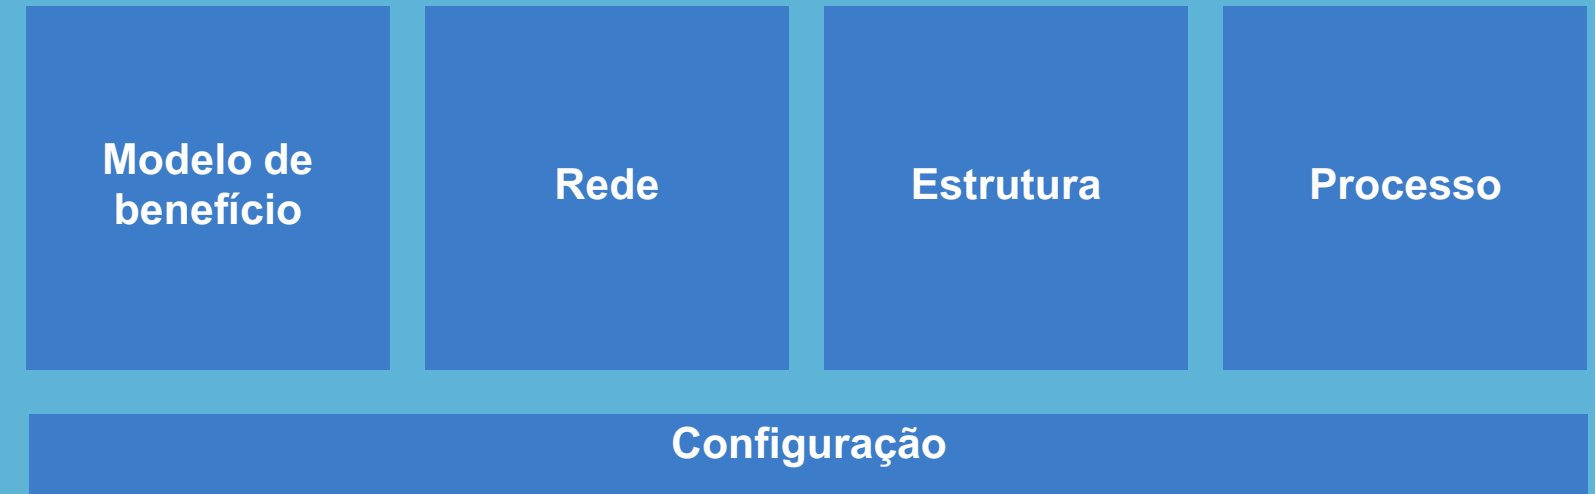 Modelo de
benefício
Rede
Estrutura
Processo
Configuração